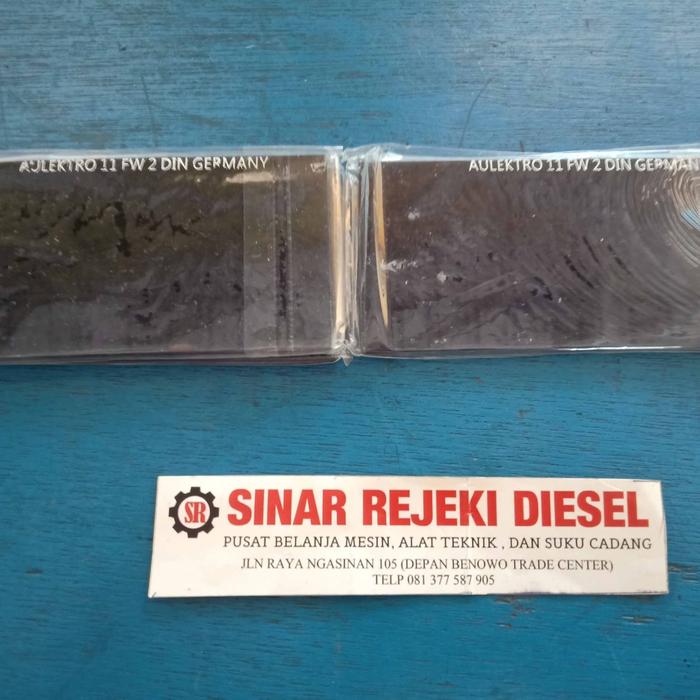 AULEKTRO 11 FW 2 DIN GERMANY
AULEKTRO 11 FW 2 DIN GERMAN
SR
SINAR REJEKI DIESEL
PUSAT BELANJA MESIN, ALAT TEKNIK , DAN SUKU CADANG
JLN RAYA NGASINAN 105 (DEPAN BENOWO TRADE CENTER)
TELP 081 377 587 905